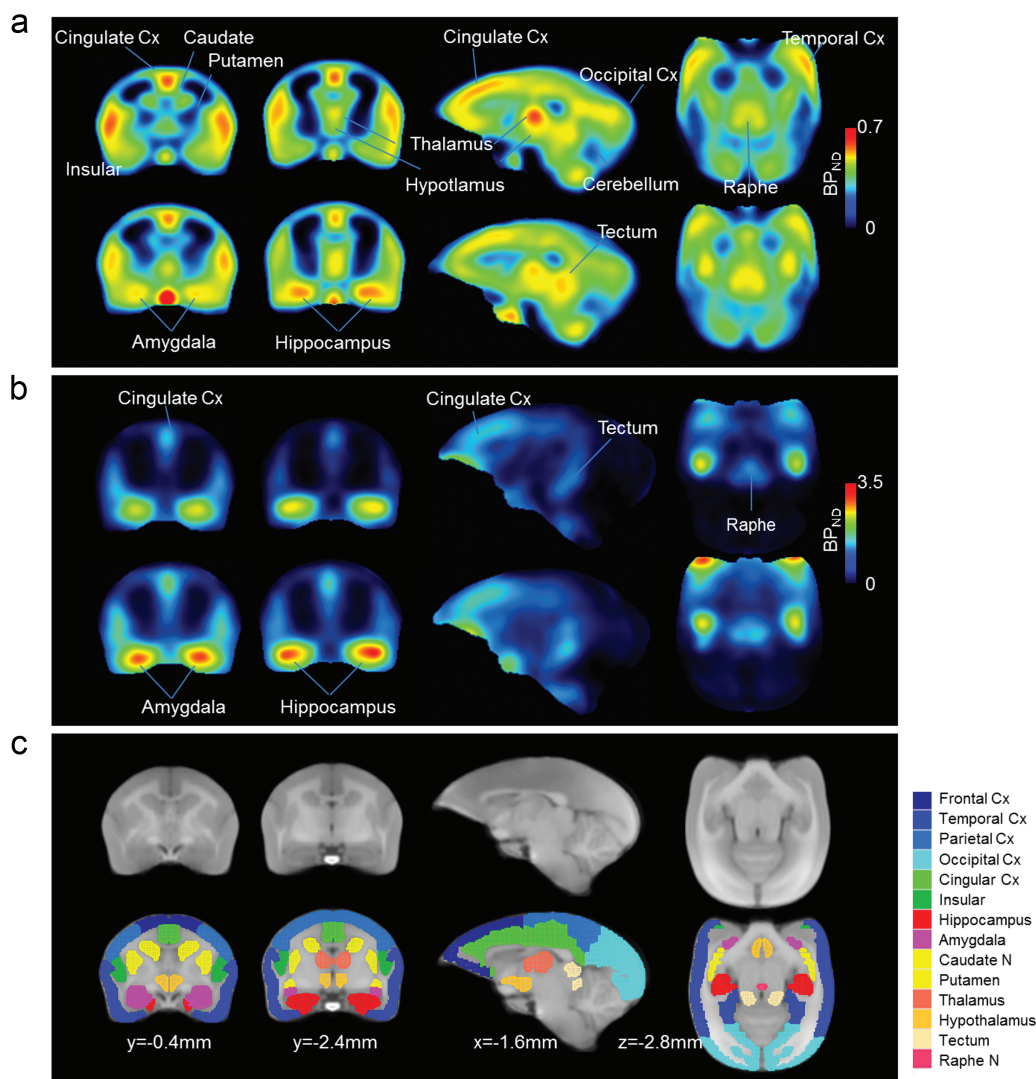 a
Cingulate Cx
Caudate
Putamen
Insular
Cingulate Cx
Occipital Cx
Temporal Cx
Thalamus
Hypotlamus
Cerebellum
Raphe
0.7
BPND
0
Tectum
Amygdala
Hippocampus
b
Cingulate Cx
Cingulate Cx
Tectum
Raphe
3.5
BPND
0
Amygdala
Hippocampus
c
y=-0.4mm
y=-2.4mm
x=-1.6mm
z=-2.8mm
Frontal Cx
Temporal Cx
Parietal Cx
Occipital Cx
Cingular Cx
Insular
Hippocampus
Amygdala
Caudate N
Putamen
Thalamus
Hypothalamus
Tectum
Raphe N